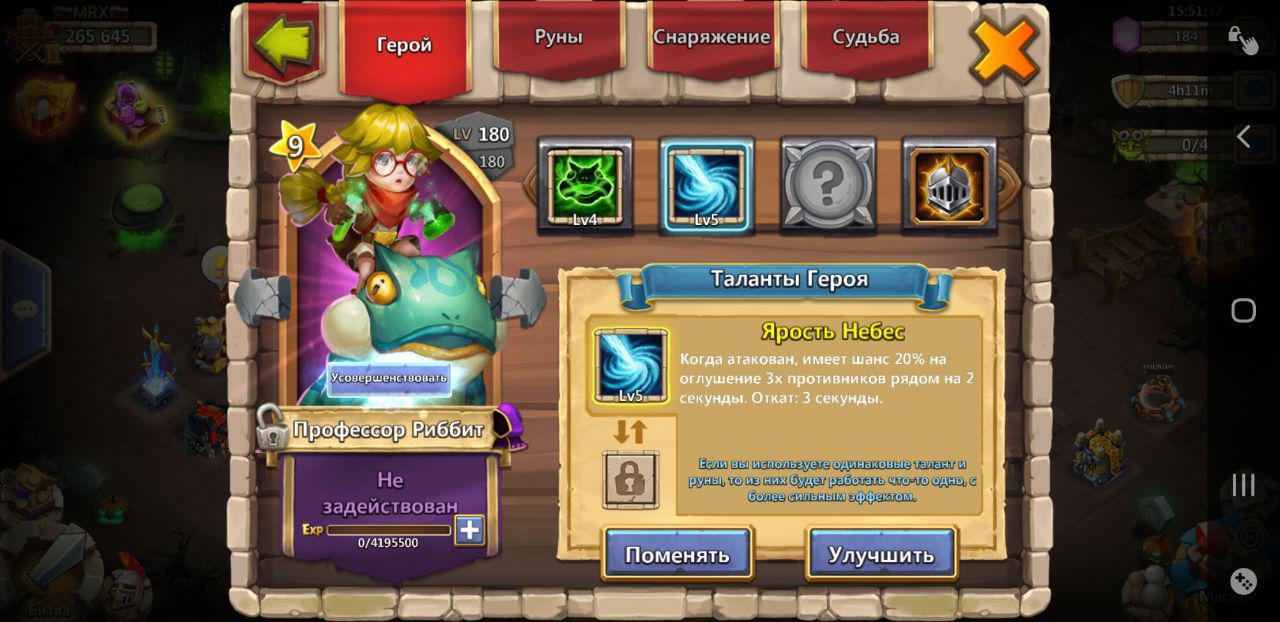 MRX
265 645
Герой
Руны
Снаряжение
Судьба
15:51:37
184
4h11m
0/4
9
LV 180
180
Lv4
Lv5
?
Таланты Героя
Ярость Небес
Когда атакован, имеет шанс 20% на
оглушение 3х противников рядом на 2
секунды. Откат: 3 секунды.
Lv5
Если вы используете одинаковые талант и
руны, то из них будет работать что-то одно, с
более сильным эффектом.
Усовершенствовать
Профессор Риббит
Не
задействован
Exp
0/4195500
Поменять
Улучшить
Битва